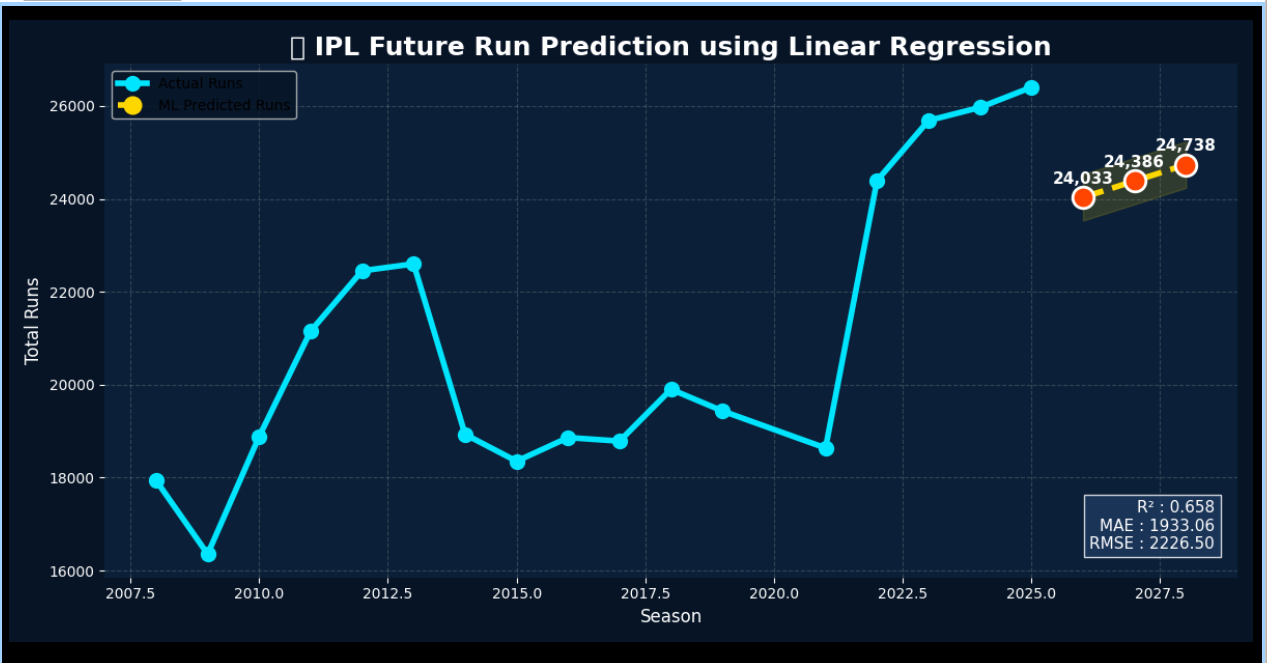 IPL Future Run Prediction using Linear Regression
Actual Runs
ML Predicted Runs
Total Runs
26000
24000
22000
20000
18000
16000
24,033
24,386
24,738
R² : 0.658
MAE : 1933.06
RMSE : 2226.50
2007.5 2010.0 2012.5 2015.0 2017.5 2020.0 2022.5 2025.0 2027.5
Season